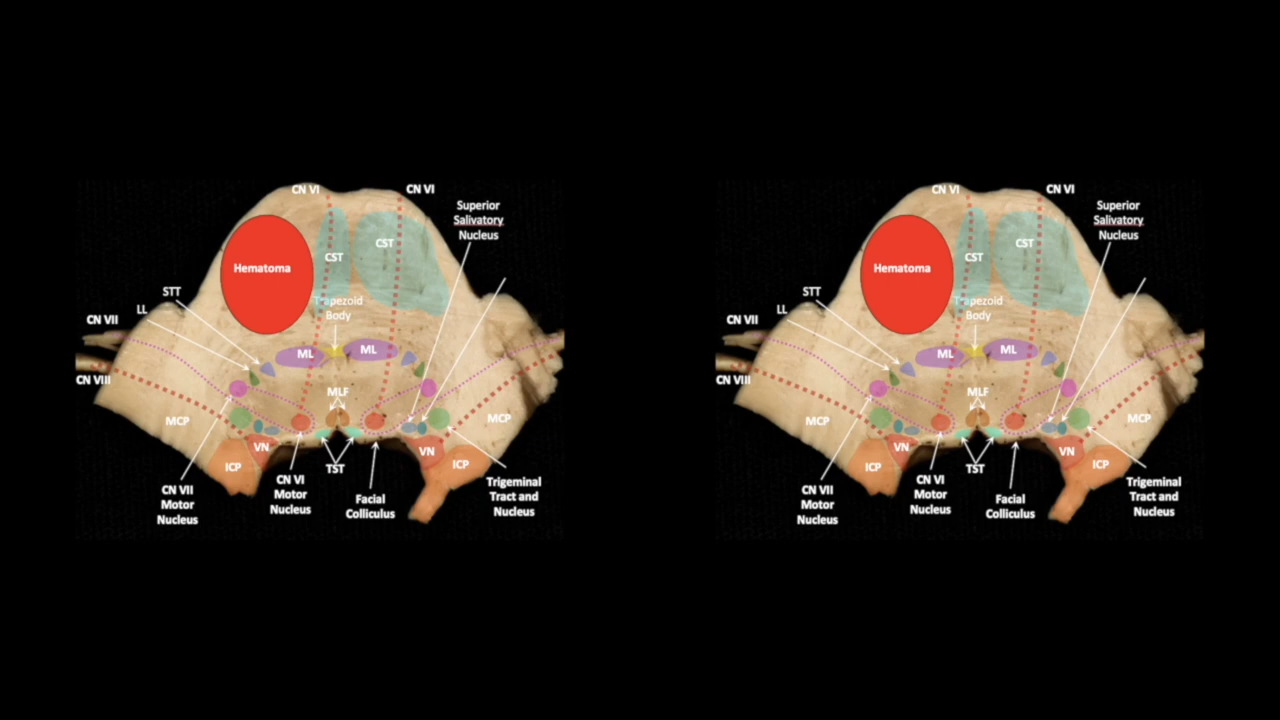 CN VI
CN VI
Superior
Salivatory
Nucleus
Hematoma
CST
CST
STT
LL
CN VII
Trapezoid
Body
ML
ML
CN VIII
MLF
MCP
MCP
VN
VN
ICP
ICP
TST
CN VII
Motor
Nucleus
CN VI
Motor
Nucleus
Facial
Colliculus
Trigeminal
Tract and
Nucleus
CN VI
CN VI
Superior
Salivatory
Nucleus
Hematoma
CST
CST
STT
LL
CN VII
Trapezoid
Body
ML
ML
CN VIII
MLF
MCP
MCP
VN
VN
ICP
ICP
TST
CN VII
Motor
Nucleus
CN VI
Motor
Nucleus
Facial
Colliculus
Trigeminal
Tract and
Nucleus